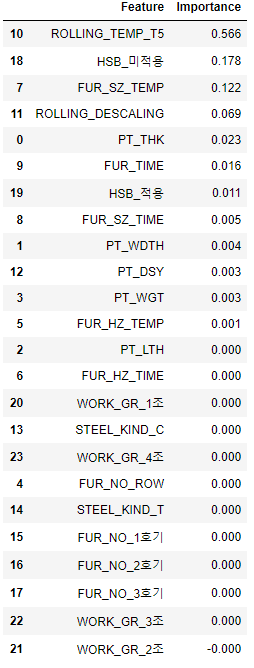 Feature Importance
10 ROLLING_TEMP_T5 0.566
18 HSB_미적용 0.178
7 FUR_SZ_TEMP 0.122
11 ROLLING_DESCALING 0.069
0 PT_THK 0.023
9 FUR_TIME 0.016
19 HSB_적용 0.011
8 FUR_SZ_TIME 0.005
1 PT_WDTH 0.004
12 PT_DSY 0.003
3 PT_WGT 0.003
5 FUR_HZ_TEMP 0.001
2 PT_LTH 0.000
6 FUR_HZ_TIME 0.000
20 WORK_GR_1조 0.000
13 STEEL_KIND_C 0.000
23 WORK_GR_4조 0.000
4 FUR_NO_ROW 0.000
14 STEEL_KIND_T 0.000
15 FUR_NO_1호기 0.000
16 FUR_NO_2호기 0.000
17 FUR_NO_3호기 0.000
22 WORK_GR_3조 0.000
21 WORK_GR_2조 -0.000